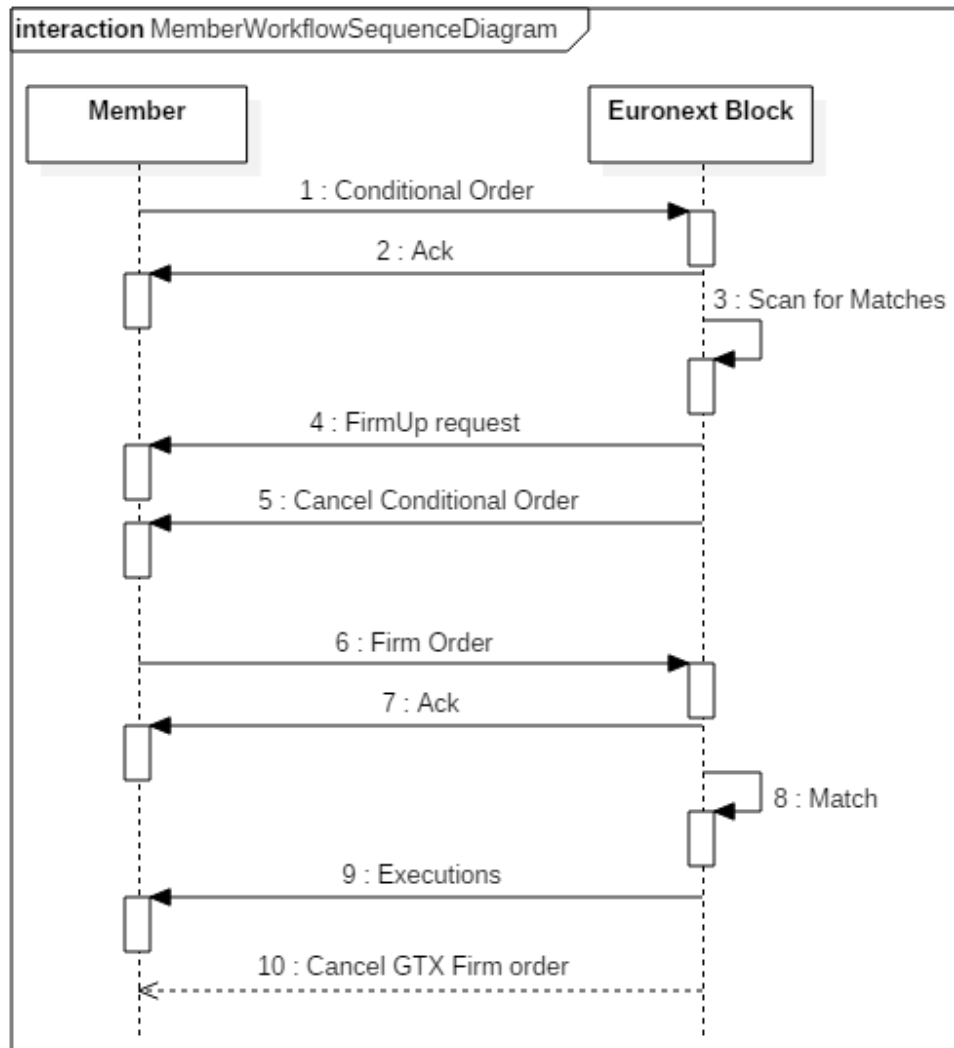 interaction MemberWorkflowSequenceDiagram
Member
Euronext Block
1 : Conditional Order
2 : Ack
3 : Scan for Matches
4 : FirmUp request
5 : Cancel Conditional Order
6 : Firm Order
7 : Ack
8 : Match
9 : Executions
10 : Cancel GTX Firm order